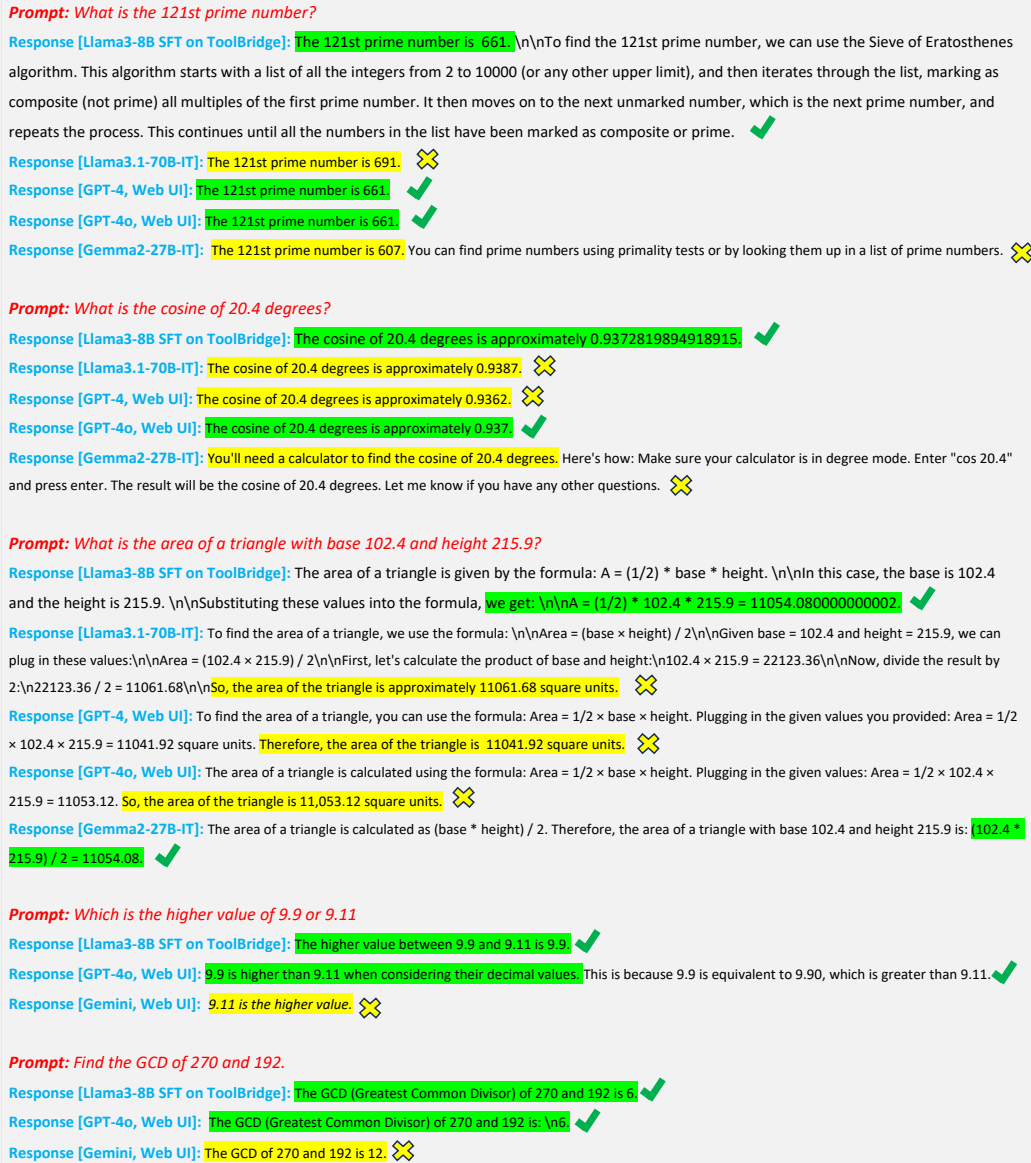 Prompt: What is the 121st prime number?
Response [Llama3-8B SFT on ToolBridge]: The 121st prime number is 661. \n\nTo find the 121st prime number, we can use the Sieve of Eratosthenes
algorithm. This algorithm starts with a list of all the integers from 2 to 10000 (or any other upper limit), and then iterates through the list, marking as
composite (not prime) all multiples of the first prime number. It then moves on to the next unmarked number, which is the next prime number, and
repeats the process. This continues until all the numbers in the list have been marked as composite or prime.
Response [Llama3.1-70B-IT]: The 121st prime number is 691.
Response [GPT-4, Web UI]: The 121st prime number is 661.
Response [GPT-4o, Web UI]: The 121st prime number is 661.
Response [Gemma2-27B-IT]: The 121st prime number is 607. You can find prime numbers using primality tests or by looking them up in a list of prime numbers.
Prompt: What is the cosine of 20.4 degrees?
Response [Llama3-8B SFT on ToolBridge]: The cosine of 20.4 degrees is approximately 0.9372819894918915.
Response [Llama3.1-70B-IT]: The cosine of 20.4 degrees is approximately 0.9387.
Response [GPT-4, Web UI]: The cosine of 20.4 degrees is approximately 0.9362.
Response [GPT-4o, Web UI]: The cosine of 20.4 degrees is approximately 0.937.
Response [Gemma2-27B-IT]: You'll need a calculator to find the cosine of 20.4 degrees. Here's how: Make sure your calculator is in degree mode. Enter "cos 20.4"
and press enter. The result will be the cosine of 20.4 degrees. Let me know if you have any other questions.
Prompt: What is the area of a triangle with base 102.4 and height 215.9?
Response [Llama3-8B SFT on ToolBridge]: The area of a triangle is given by the formula: A = (1/2) * base * height. \n\nIn this case, the base is 102.4
and the height is 215.9. \n\nSubstituting these values into the formula, we get: \n\nA = (1/2) * 102.4 * 215.9 = 11054.080000000002.
Response [Llama3.1-70B-IT]: To find the area of a triangle, we use the formula: \n\nArea = (base × height) / 2\n\nGiven base = 102.4 and height = 215.9, we can
plug in these values:\n\nArea = (102.4 × 215.9) / 2\n\nFirst, let's calculate the product of base and height:\n102.4 × 215.9 = 22123.36\n\nNow, divide the result by
2:\n22123.36 / 2 = 11061.68\n\nSo, the area of the triangle is approximately 11061.68 square units.
Response [GPT-4, Web UI]: To find the area of a triangle, you can use the formula: Area = 1/2 × base × height. Plugging in the given values you provided: Area = 1/2
× 102.4 × 215.9 = 11041.92 square units. Therefore, the area of the triangle is 11041.92 square units.
Response [GPT-4o, Web UI]: The area of a triangle is calculated using the formula: Area = 1/2 × base × height. Plugging in the given values: Area = 1/2 × 102.4 ×
215.9 = 11053.12. So, the area of the triangle is 11,053.12 square units.
Response [Gemma2-27B-IT]: The area of a triangle is calculated as (base * height) / 2. Therefore, the area of a triangle with base 102.4 and height 215.9 is: (102.4 *
215.9) / 2 = 11054.08.
Prompt: Which is the higher value of 9.9 or 9.11
Response [Llama3-8B SFT on ToolBridge]: The higher value between 9.9 and 9.11 is 9.9.
Response [GPT-4o, Web UI]: 9.9 is higher than 9.11 when considering their decimal values. This is because 9.9 is equivalent to 9.90, which is greater than 9.11.
Response [Gemini, Web UI]: 9.11 is the higher value.
Prompt: Find the GCD of 270 and 192.
Response [Llama3-8B SFT on ToolBridge]: The GCD (Greatest Common Divisor) of 270 and 192 is 6.
Response [GPT-4o, Web UI]: The GCD (Greatest Common Divisor) of 270 and 192 is: \n6.
Response [Gemini, Web UI]: The GCD of 270 and 192 is 12.